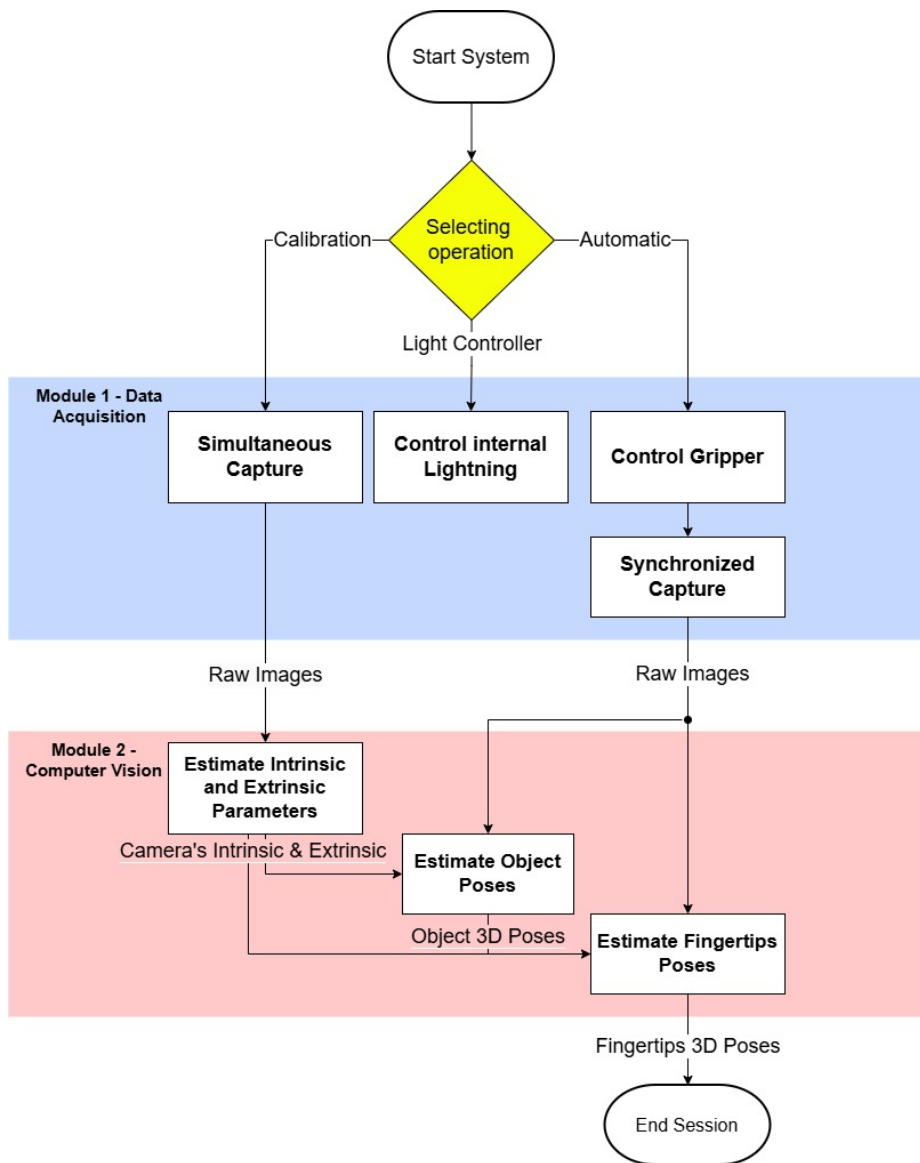 Start System
Selecting
operation
Calibration
Automatic
Light Controller
Module 1 - Data
Acquisition
Simultaneous
Capture
Control internal
Lightning
Control Gripper
Synchronized
Capture
Raw Images
Raw Images
Module 2 -
Computer Vision
Estimate Intrinsic
and Extrinsic
Parameters
Camera's Intrinsic & Extrinsic
Estimate Object
Poses
Object 3D Poses
Estimate Fingertips
Poses
Fingertips 3D Poses
End Session